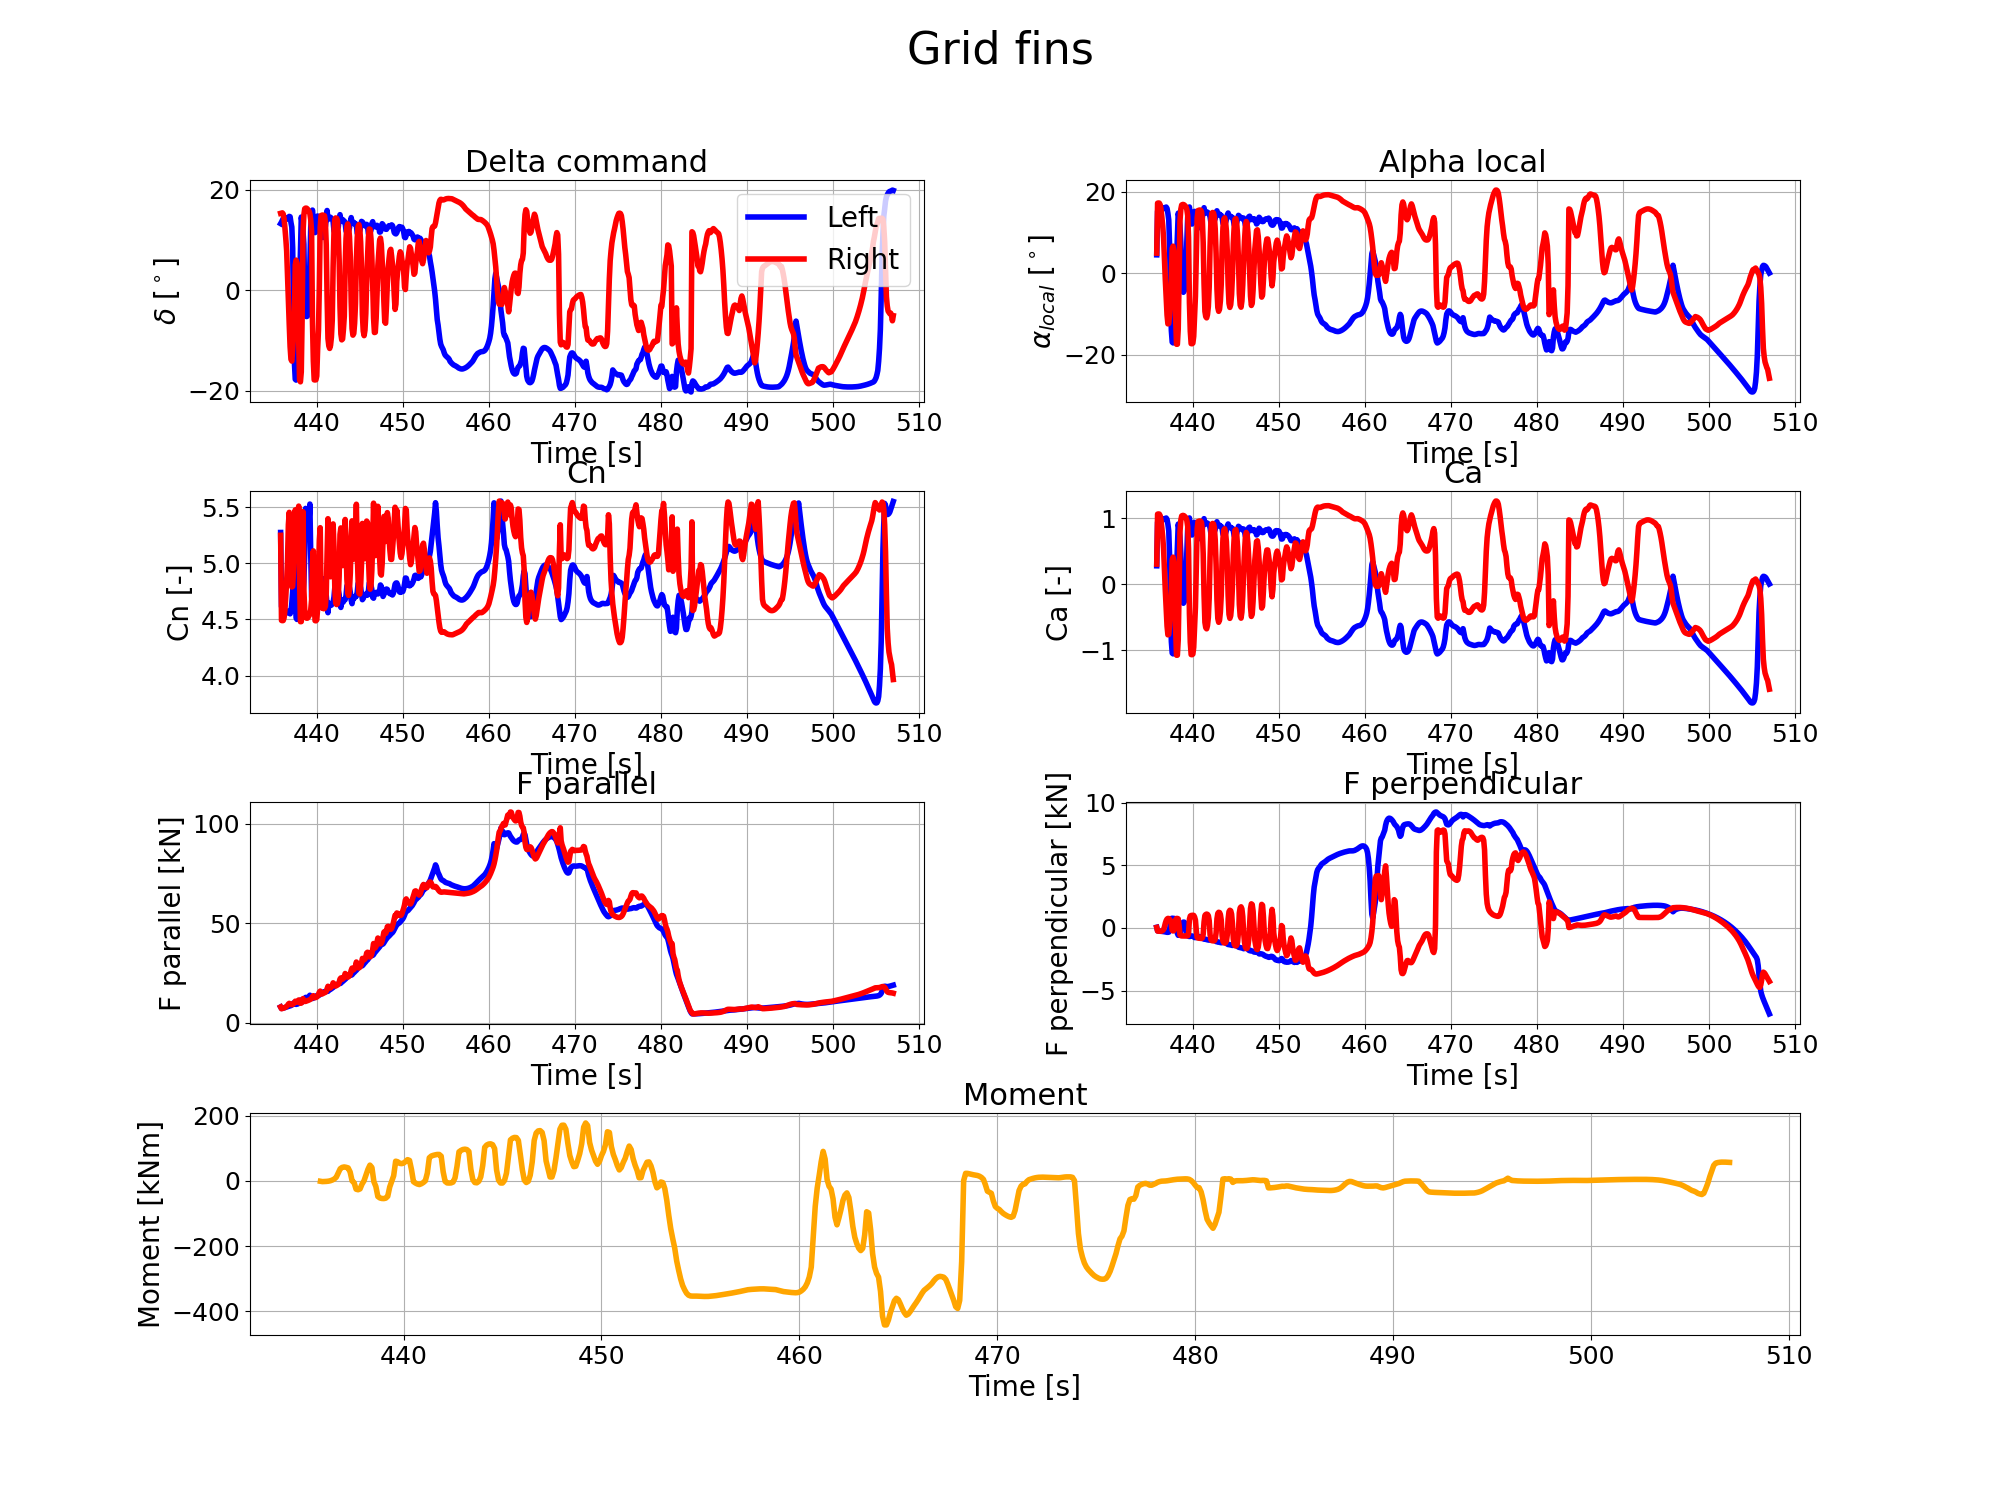 Grid fins
Delta command
δ [°]
20
0
−20
440 450 460 470 480 490 500 510
Time [s]
Left
Right
Alpha local
α_local [°]
20
0
−20
440 450 460 470 480 490 500 510
Time [s]
Cn
Cn [-]
5.5
5.0
4.5
4.0
440 450 460 470 480 490 500 510
Time [s]
Ca
Ca [-]
1
0
−1
440 450 460 470 480 490 500 510
Time [s]
F parallel
F parallel [kN]
100
50
0
440 450 460 470 480 490 500 510
Time [s]
F perpendicular
F perpendicular [kN]
10
5
0
−5
440 450 460 470 480 490 500 510
Time [s]
Moment
Moment [kNm]
200
0
−200
−400
440 450 460 470 480 490 500 510
Time [s]